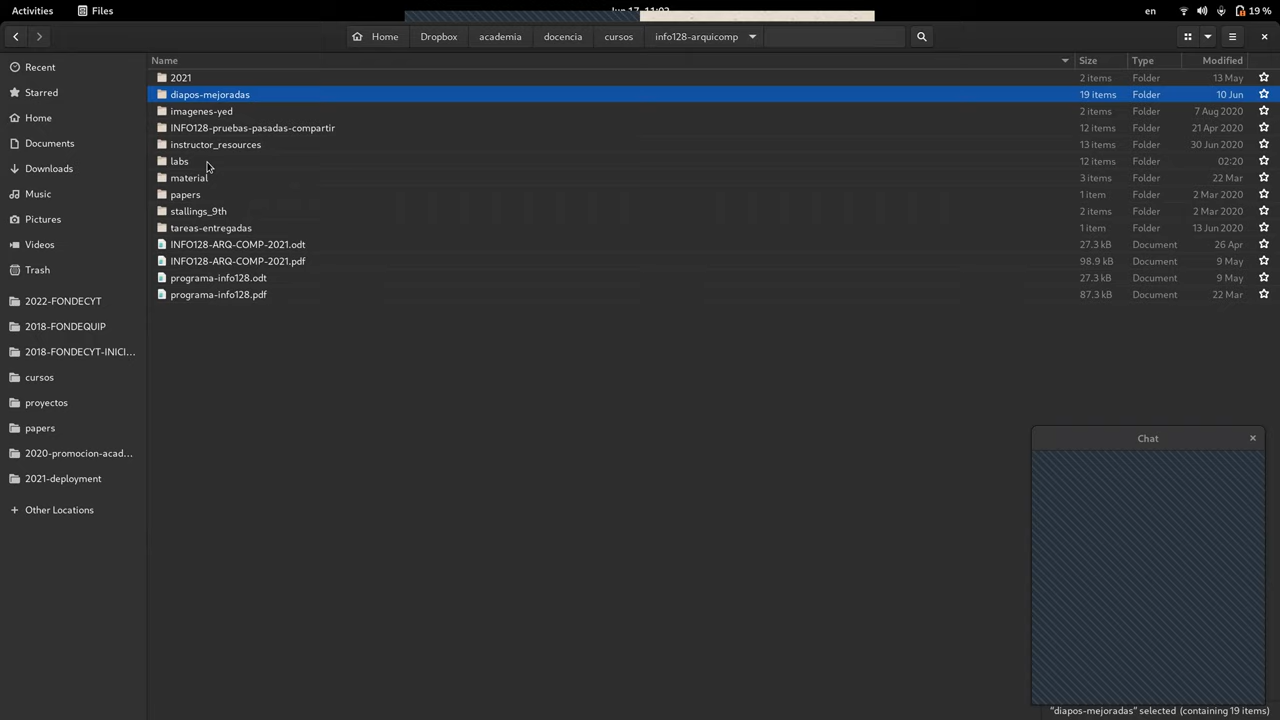 Activities Files en 19 %
Home Dropbox academia docencia cursos info128-arquicomp
Name Size Type Modified
Recent
Starred
Home
Documents
Downloads
Music
Pictures
Videos
Trash
2022-FONDECYT
2018-FONDEQUIP
2018-FONDECYT-INICI...
cursos
proyectos
papers
2020-promocion-acad...
2021-deployment
+ Other Locations
2021 2 items Folder 13 May
diapos-mejoradas 19 items Folder 10 Jun
imagenes-yed 2 items Folder 7 Aug 2020
INFO128-pruebas-pasadas-compartir 12 items Folder 21 Apr 2020
instructor_resources 13 items Folder 30 Jun 2020
labs 12 items Folder 02:20
material 3 items Folder 22 Mar
papers 1 item Folder 2 Mar 2020
stallings_9th 2 items Folder 2 Mar 2020
tareas-entregadas 1 item Folder 13 Jun 2020
INFO128-ARQ-COMP-2021.odt 27.3 kB Document 26 Apr
INFO128-ARQ-COMP-2021.pdf 98.9 kB Document 9 May
programa-info128.odt 27.3 kB Document 9 May
programa-info128.pdf 87.3 kB Document 22 Mar
Chat
"diapos-mejoradas" selected (containing 19 items)